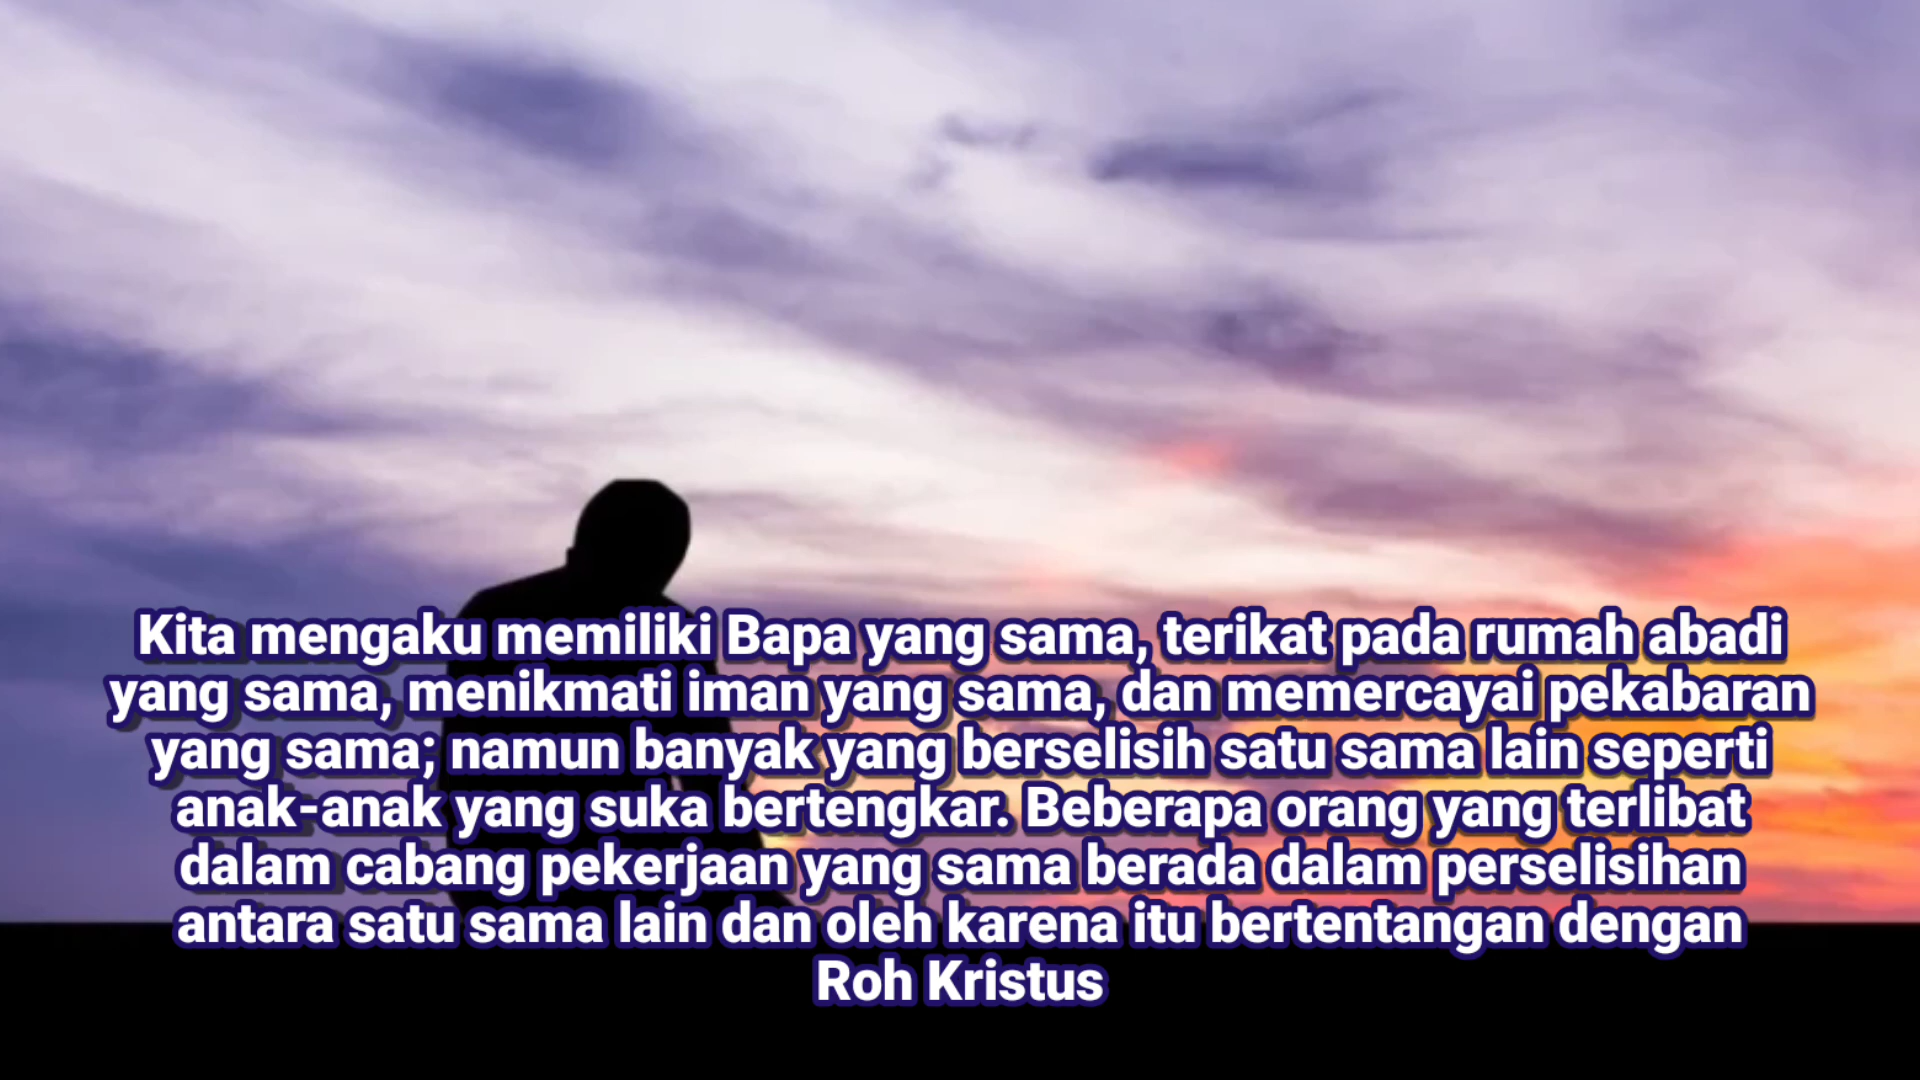 Kita mengaku memiliki Bapa yang sama, terikat pada rumah abadi
yang sama, menikmati iman yang sama, dan memercayai pekabaran
yang sama; namun banyak yang berselisih satu sama lain seperti
anak-anak yang suka bertengkar. Beberapa orang yang terlibat
dalam cabang pekerjaan yang sama berada dalam perselisihan
antara satu sama lain dan oleh karena itu bertentangan dengan
Roh Kristus